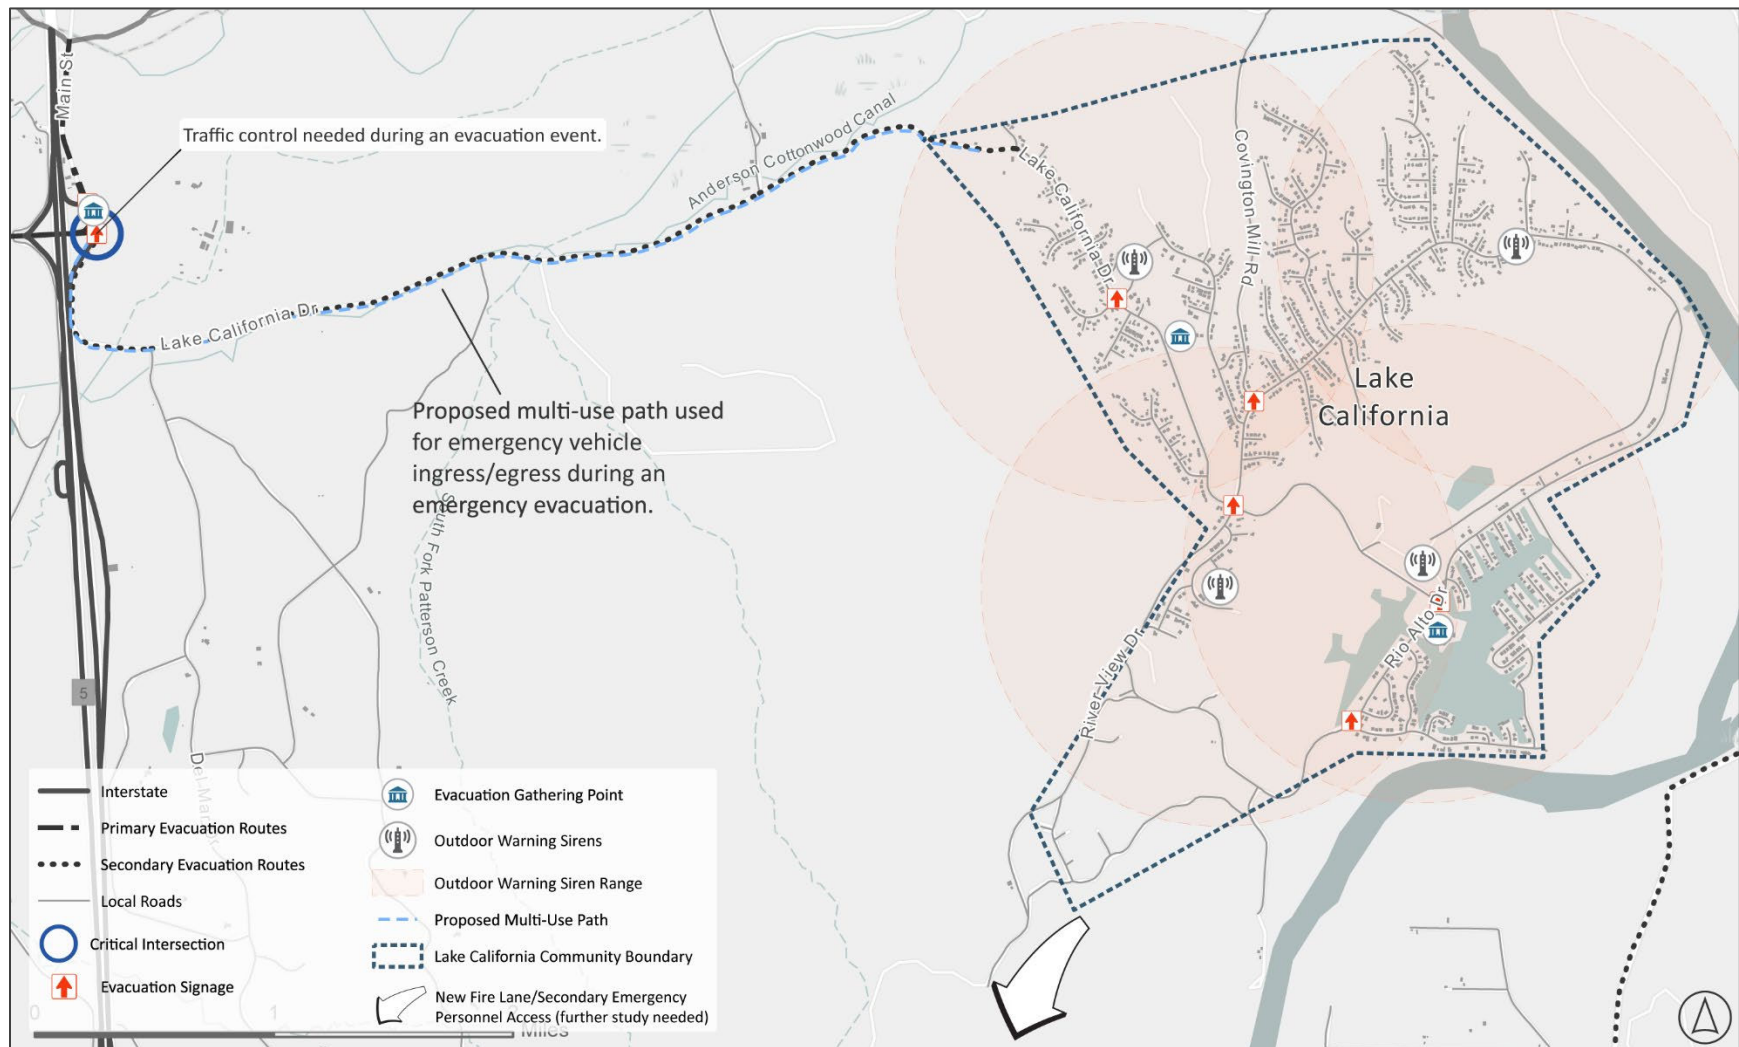 Main St
Traffic control needed during an evacuation event.
Anderson Cottonwood Canal
Lake California Dr
Covington Mill Rd
Lake California Dr
Proposed multi-use path used
for emergency vehicle
ingress/egress during an
emergency evacuation.
Lake
California
South Fork Patterson Creek
Rio Alto Dr
River View Dr
5
Del Mar Dr
Interstate
Primary Evacuation Routes
Secondary Evacuation Routes
Local Roads
Critical Intersection
Evacuation Signage
Evacuation Gathering Point
Outdoor Warning Sirens
Outdoor Warning Siren Range
Proposed Multi-Use Path
Lake California Community Boundary
New Fire Lane/Secondary Emergency
Personnel Access (further study needed)
0 1 Miles